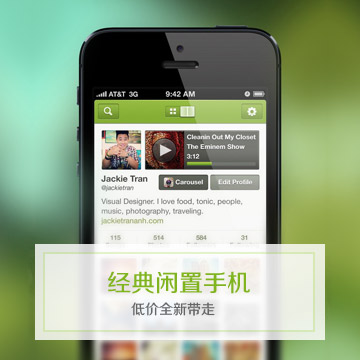 AT&T 3G 9:42 AM
Cleanin Out My Closet
The Eminem Show
3:12
Jackie Tran
@jackietran
Carousel
Edit Profile
Visual Designer. I love food, tonic, people,
music, photography, traveling.
jackietrananh.com
115 514 584 31
经典闲置手机
低价全新带走